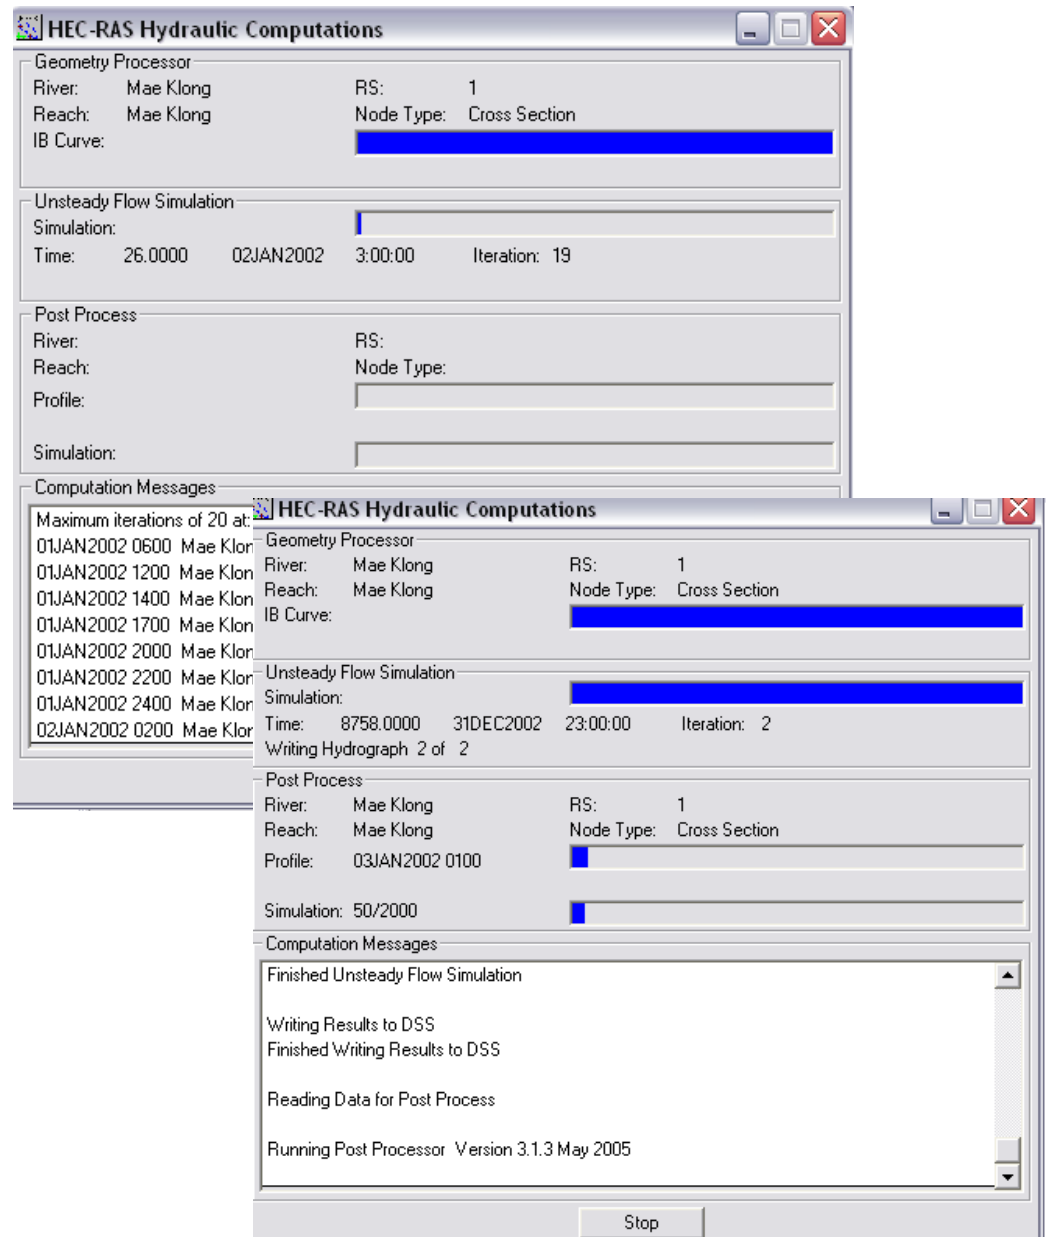 HEC-RAS Hydraulic Computations
Geometry Processor
River: Mae Klong RS: 1
Reach: Mae Klong Node Type: Cross Section
IB Curve:
Unsteady Flow Simulation
Simulation:
Time: 26.0000 02JAN2002 3:00:00 Iteration: 19
Post Process
River: RS:
Reach: Node Type:
Profile:
Simulation:
Computation Messages
Maximum iterations of 20 at:
01JAN2002 0600 Mae Klon
01JAN2002 1200 Mae Klon
01JAN2002 1400 Mae Klon
01JAN2002 1700 Mae Klon
01JAN2002 2000 Mae Klon
01JAN2002 2200 Mae Klon
01JAN2002 2400 Mae Klon
02JAN2002 0200 Mae Klon
HEC-RAS Hydraulic Computations
Geometry Processor
River: Mae Klong RS: 1
Reach: Mae Klong Node Type: Cross Section
IB Curve:
Unsteady Flow Simulation
Simulation:
Time: 8758.0000 31DEC2002 23:00:00 Iteration: 2
Writing Hydrograph 2 of 2
Post Process
River: Mae Klong RS: 1
Reach: Mae Klong Node Type: Cross Section
Profile: 03JAN2002 0100
Simulation: 50/2000
Computation Messages
Finished Unsteady Flow Simulation
Writing Results to DSS
Finished Writing Results to DSS
Reading Data for Post Process
Running Post Processor Version 3.1.3 May 2005
Stop